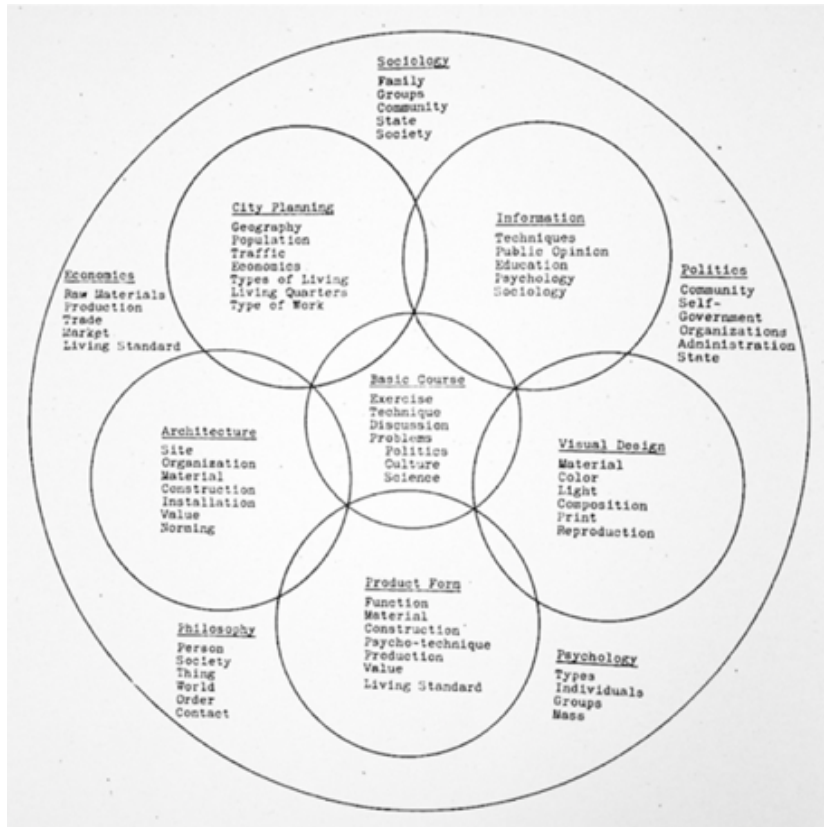 Sociology
Family
Groups
Community
State
Society
City Planning
Geography
Population
Traffic
Economics
Types of Living
Living Quarters
Type of Work
Information
Techniques
Public Opinion
Education
Psychology
Sociology
Economics
Raw Materials
Production
Trade
Market
Living Standard
Politics
Community
Self-
Government
Organizations
Administration
State
Basic Course
Exercise
Technique
Discussion
Problems
Politics
Culture
Science
Architecture
Site
Organization
Material
Construction
Installation
Value
Norming
Visual Design
Material
Color
Light
Composition
Print
Reproduction
Product Form
Function
Material
Construction
Psycho-technique
Production
Value
Living Standard
Philosophy
Person
Society
Thing
World
Order
Contact
Psychology
Types
Individuals
Groups
Mass